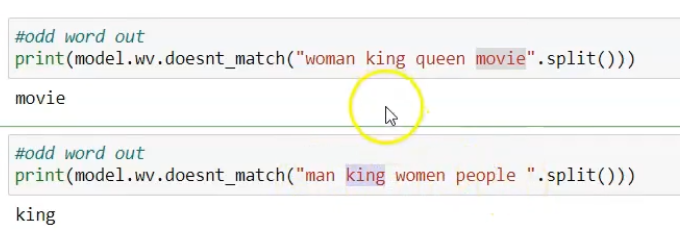 #odd word out
print(model.wv.doesnt_match("woman king queen movie".split()))
movie
#odd word out
print(model.wv.doesnt_match("man king women people ".split()))
king